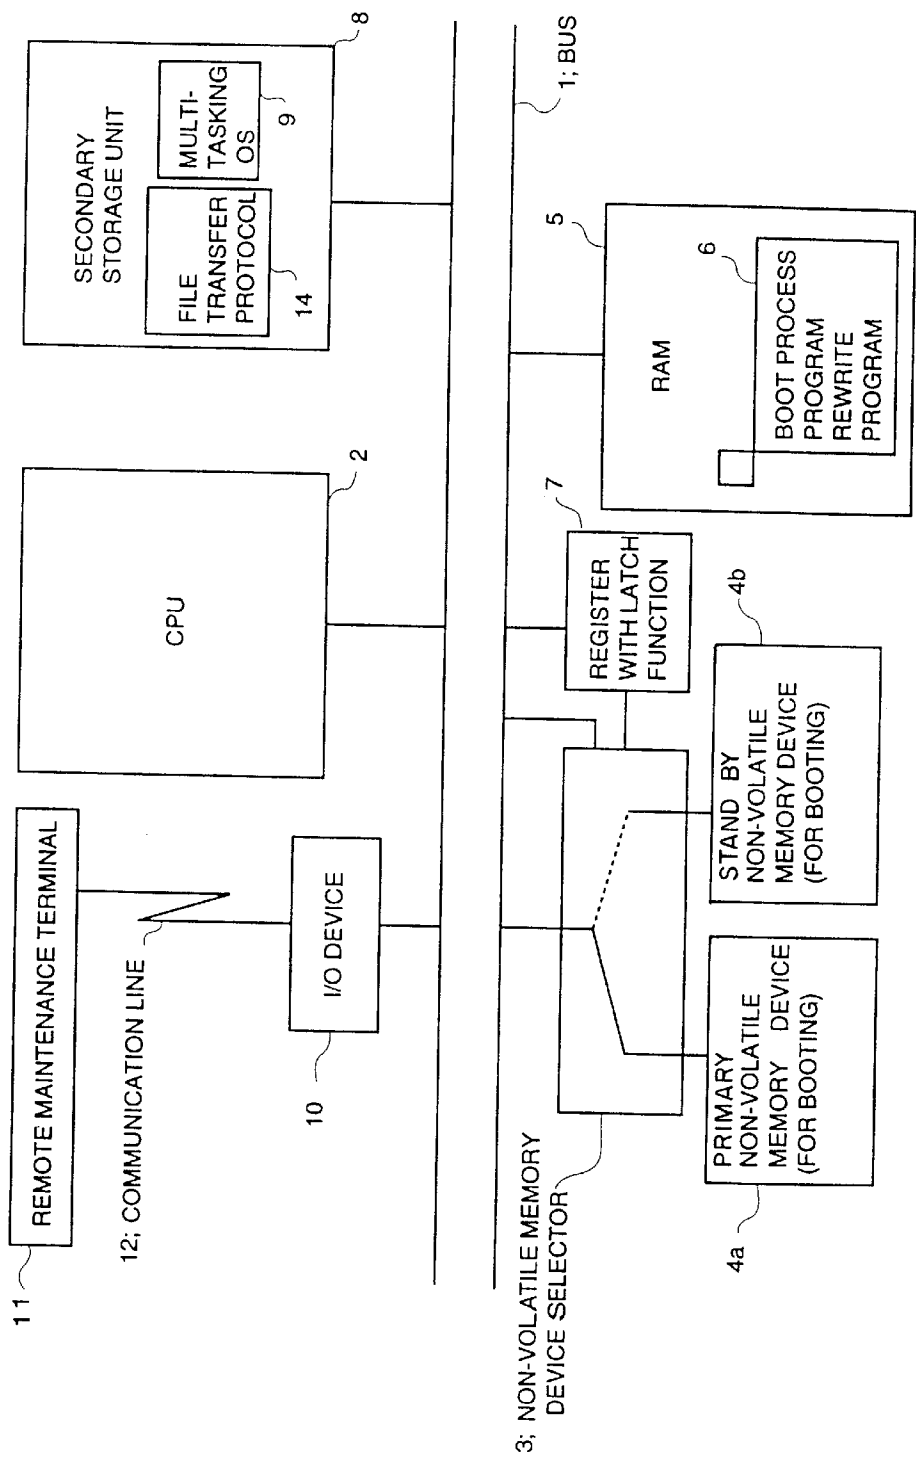 11
REMOTE MAINTENANCE TERMINAL
12; COMMUNICATION LINE
10
I/O DEVICE
CPU
2
SECONDARY
STORAGE UNIT
FILE
TRANSFER
PROTOCOL
14
MULTI-
TASKING
OS
9
8
1; BUS
3; NON-VOLATILE MEMORY
DEVICE SELECTOR
PRIMARY
NON-VOLATILE
MEMORY DEVICE
(FOR BOOTING)
4a
STAND BY
NON-VOLATILE
MEMORY DEVICE
(FOR BOOTING)
4b
REGISTER
WITH LATCH
FUNCTION
7
RAM
5
BOOT PROCESS
PROGRAM
REWRITE
PROGRAM
6